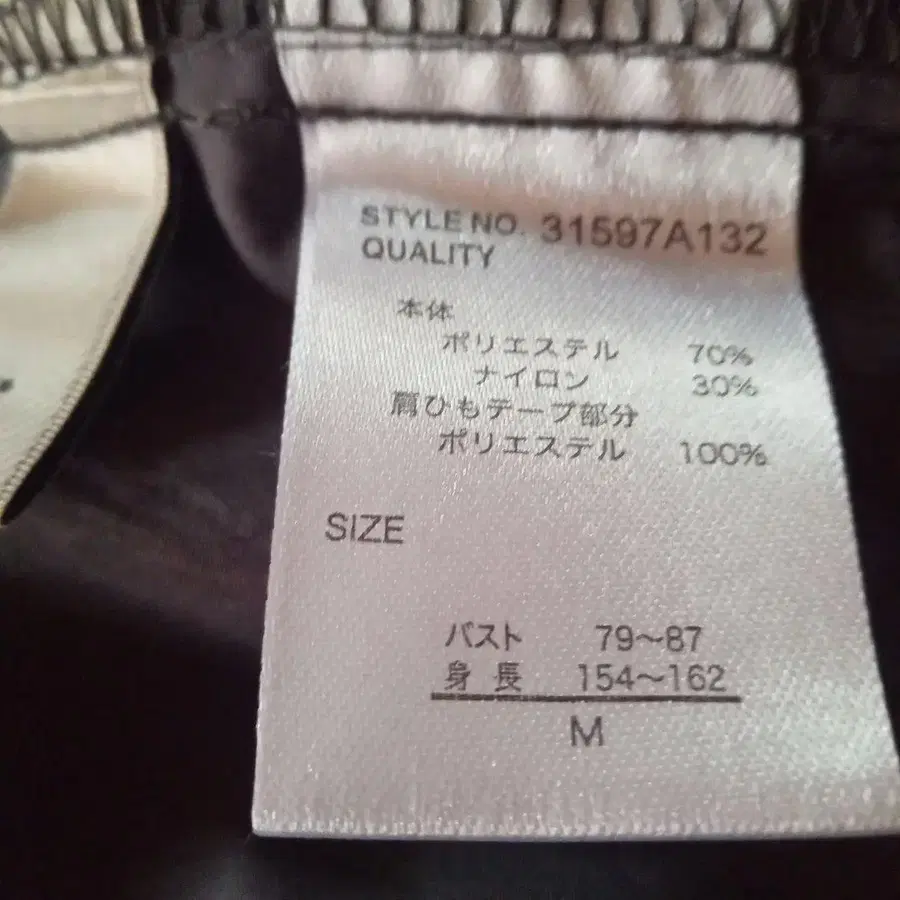 STYLE NO. 31597A132
QUALITY
本体
ポリエステル 70%
ナイロン 30%
肩ひもテープ部分
ポリエステル 100%
SIZE
バスト 79〜87
身長 154〜162
M